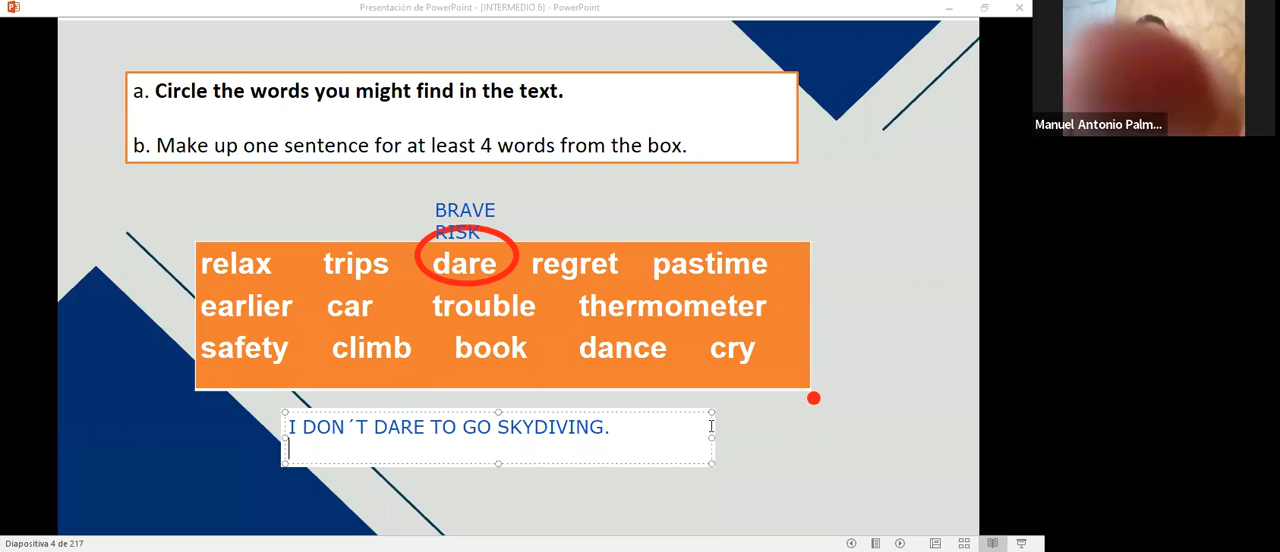 Presentación de PowerPoint - [INTERMEDIO 6] - PowerPoint
a. Circle the words you might find in the text.
b. Make up one sentence for at least 4 words from the box.
Manuel Antonio Palm...
BRAVE
RISK
relax trips dare regret pastime
earlier car trouble thermometer
safety climb book dance cry
I DON´T DARE TO GO SKYDIVING.
Diapositiva 4 de 217